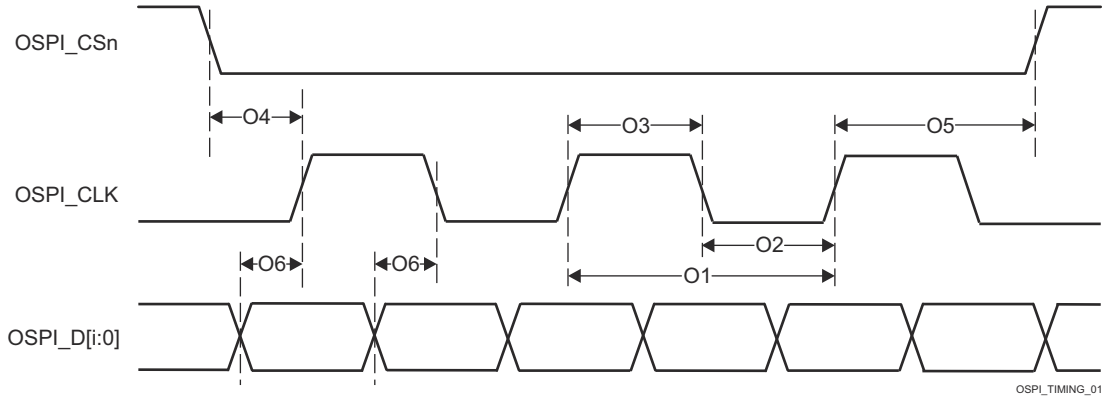 OSPI_CSn
O4
O3
O5
OSPI_CLK
O2
O6
O6
O1
OSPI_D[i:0]
OSPI_TIMING_01